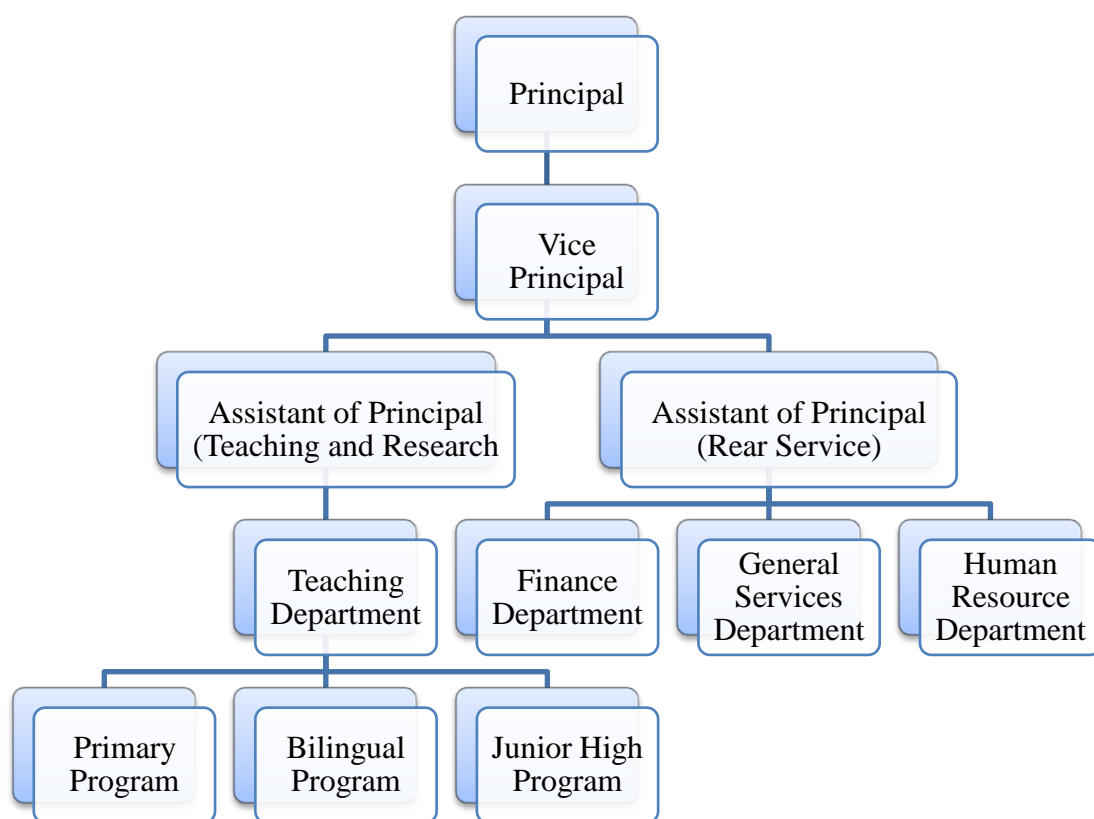 Principal
Vice
Principal
Assistant of Principal
(Teaching and Research
Assistant of Principal
(Rear Service)
Teaching
Department
Finance
Department
General
Services
Department
Human
Resource
Department
Primary
Program
Bilingual
Program
Junior High
Program